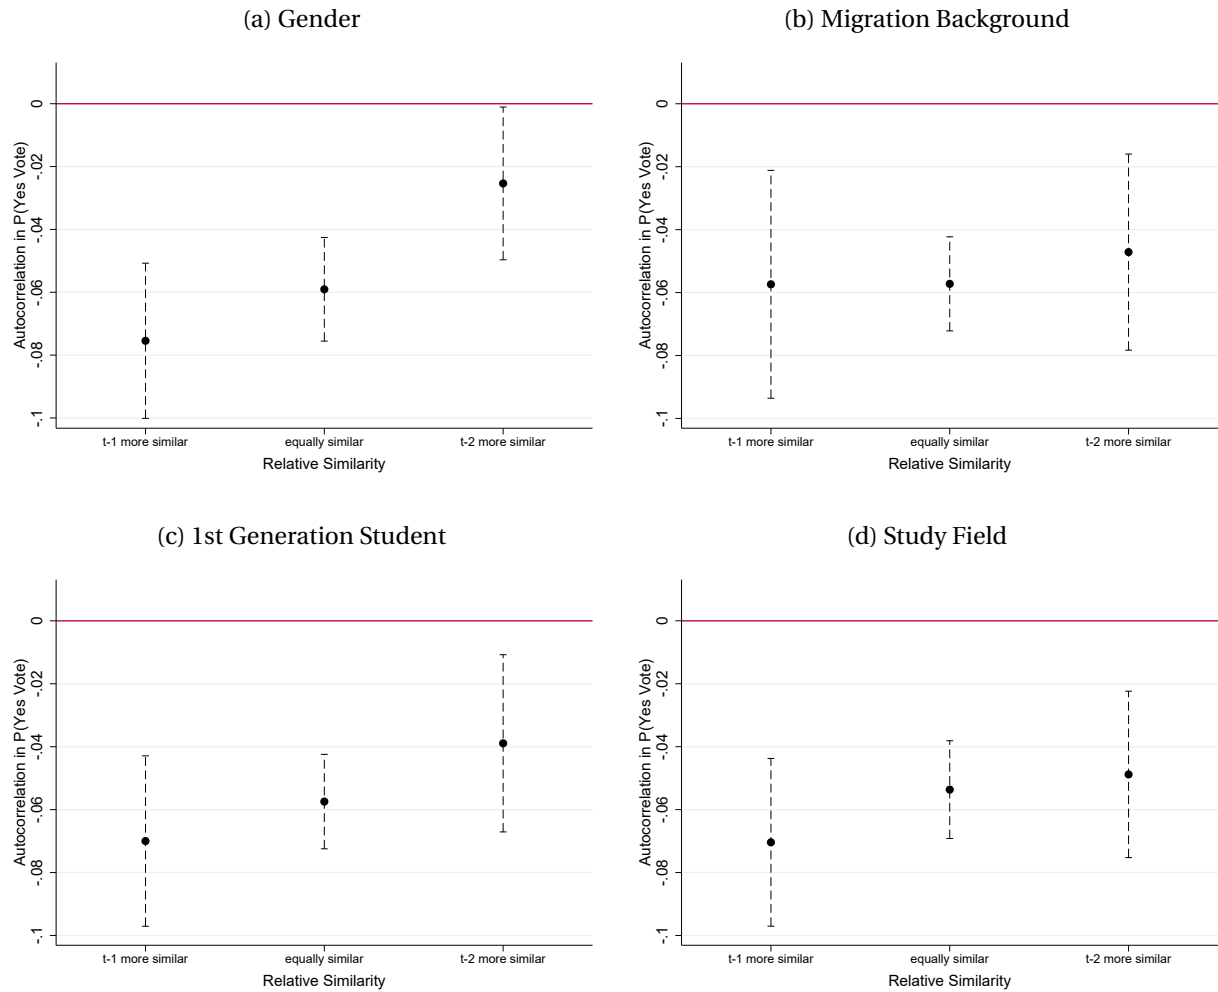 (a) Gender
Autocorrelation in P(Yes Vote)
0
-.02
-.04
-.06
-.08
-.1
t-1 more similar
equally similar
t-2 more similar
Relative Similarity
(b) Migration Background
Autocorrelation in P(Yes Vote)
0
-.02
-.04
-.06
-.08
-.1
t-1 more similar
equally similar
t-2 more similar
Relative Similarity
(c) 1st Generation Student
Autocorrelation in P(Yes Vote)
0
-.02
-.04
-.06
-.08
-.1
t-1 more similar
equally similar
t-2 more similar
Relative Similarity
(d) Study Field
Autocorrelation in P(Yes Vote)
0
-.02
-.04
-.06
-.08
-.1
t-1 more similar
equally similar
t-2 more similar
Relative Similarity